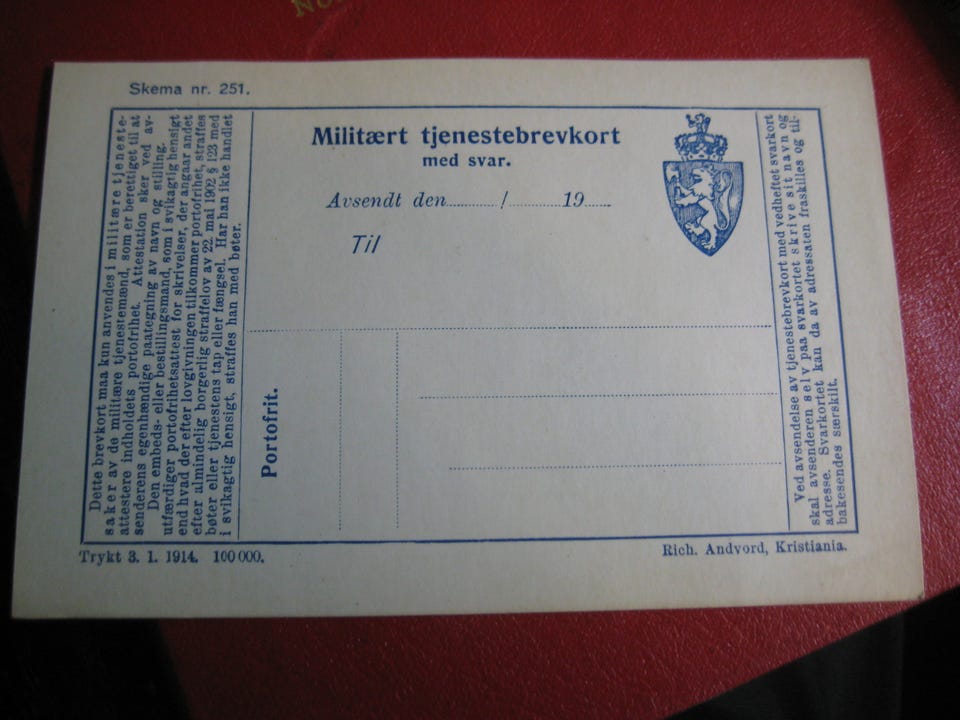 Skema nr. 251.
Dette brevkort maa kun anvendes i militære tjeneste-
saker av de militære tjenestemænd, som er berettiget til at
attestere indholdets portofrihet. Attestation sker ved av-
senderens egenhændige paategning av navn og stilling.
Den embeds- eller bestillingsmand, som i svikagtig hensigt
utfærdiger portofrihetsattest for skrivelser, der angaar andet
end hvad der efter lovgivningen tilkommer portofrihet, straffes
efter almindelig borgerlig straffelov av 22. mai 1902 § 123 med
bøter eller tjenestens tap eller fængsel. Har han ikke handlet
i svikagtig hensigt, straffes han med bøter.
Militært tjenestebrevkort
med svar.
Avsendt den ........... / ........... 19......
Til
Portofrit.
Ved avsendelse av tjenestebrevkort med vedheftet svarkort
skal avsenderen selv paa svarkortet skrive sit navn og
adresse. Svarkortet kan da av adressaten fraskilles og til-
bakesendes særskilt.
Trykt 3. 1. 1914. 100 000.
Rich. Andvord, Kristiania.